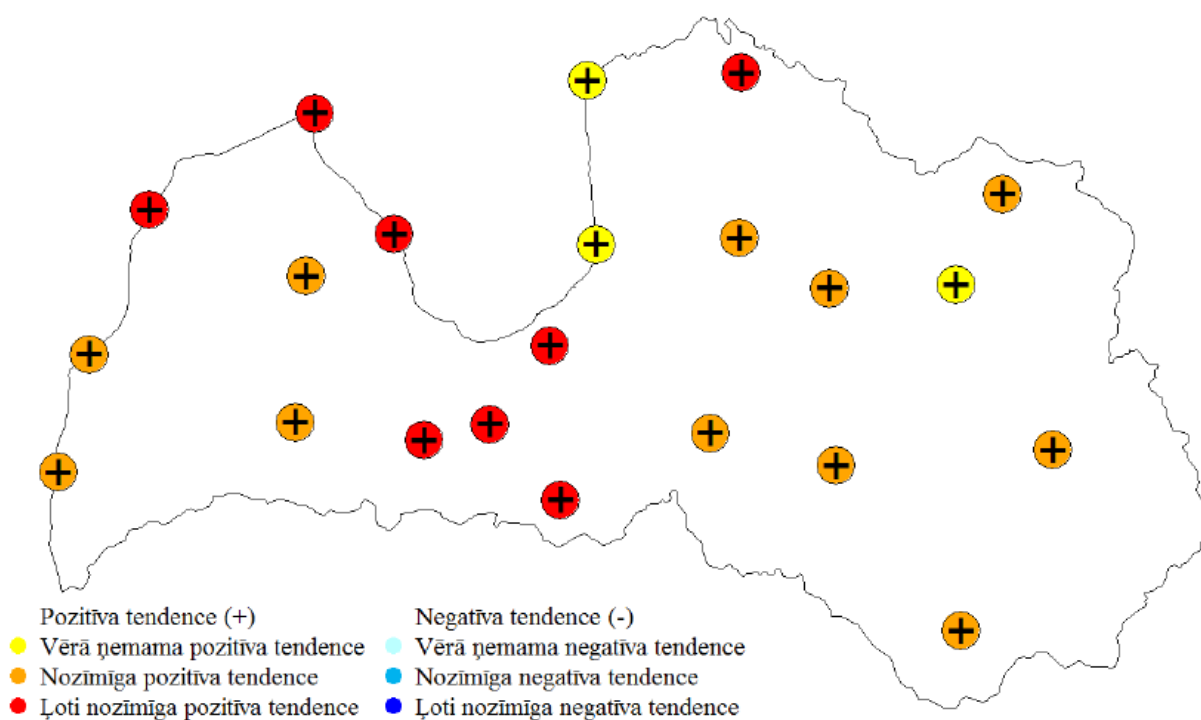 Pozitīva tendence (+)
Vērā ņemama pozitīva tendence
Nozīmīga pozitīva tendence
Ļoti nozīmīga pozitīva tendence
Negatīva tendence (-)
Vērā ņemama negatīva tendence
Nozīmīga negatīva tendence
Ļoti nozīmīga negatīva tendence